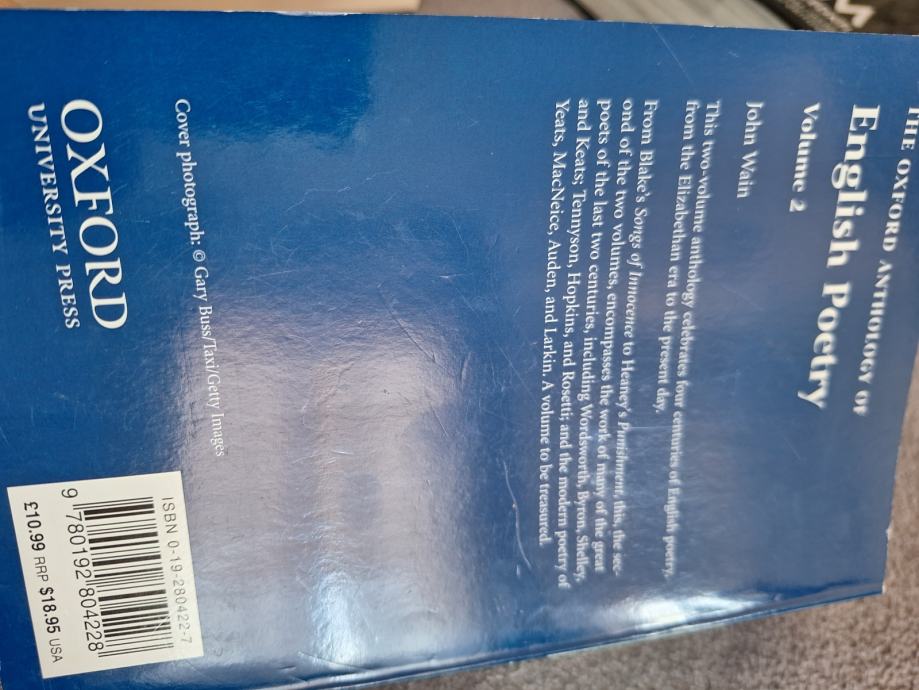 THE OXFORD ANTHOLOGY OF
English Poetry
Volume 2
John Wain
This two-volume anthology celebrates four centuries of English poetry,
from the Elizabethan era to the present day.
From Blake's Songs of Innocence to Heaney's Punishment, this, the sec-
ond of the two volumes, encompasses the work of many of the great
poets of the last two centuries, including Wordsworth, Byron, Shelley,
and Keats; Tennyson, Hopkins, and Rosetti; and the modern poetry of
Yeats, MacNeice, Auden, and Larkin. A volume to be treasured.
Cover photograph: © Gary Buss/Taxi/Getty Images
OXFORD
UNIVERSITY PRESS
ISBN 0-19-280422-7
9 780192 804228
£10.99 RRP $18.95 USA